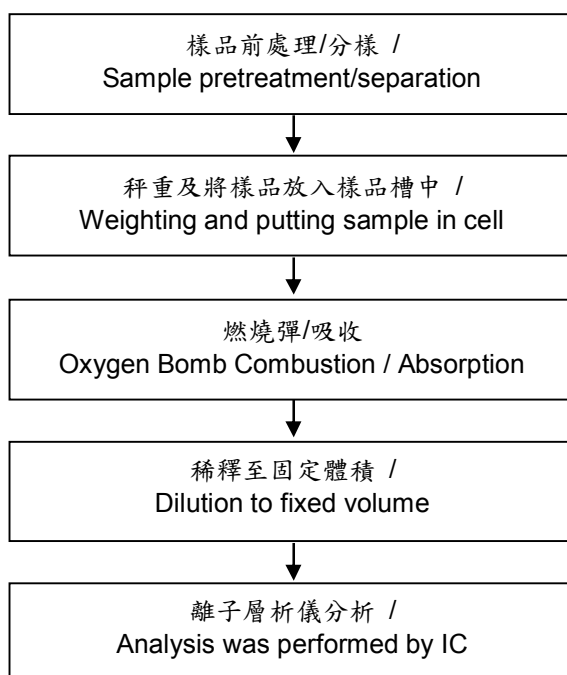 樣品前處理/分樣 /
Sample pretreatment/separation
秤重及將樣品放入樣品槽中 /
Weighting and putting sample in cell
燃燒彈/吸收
Oxygen Bomb Combustion / Absorption
稀釋至固定體積 /
Dilution to fixed volume
離子層析儀分析 /
Analysis was performed by IC